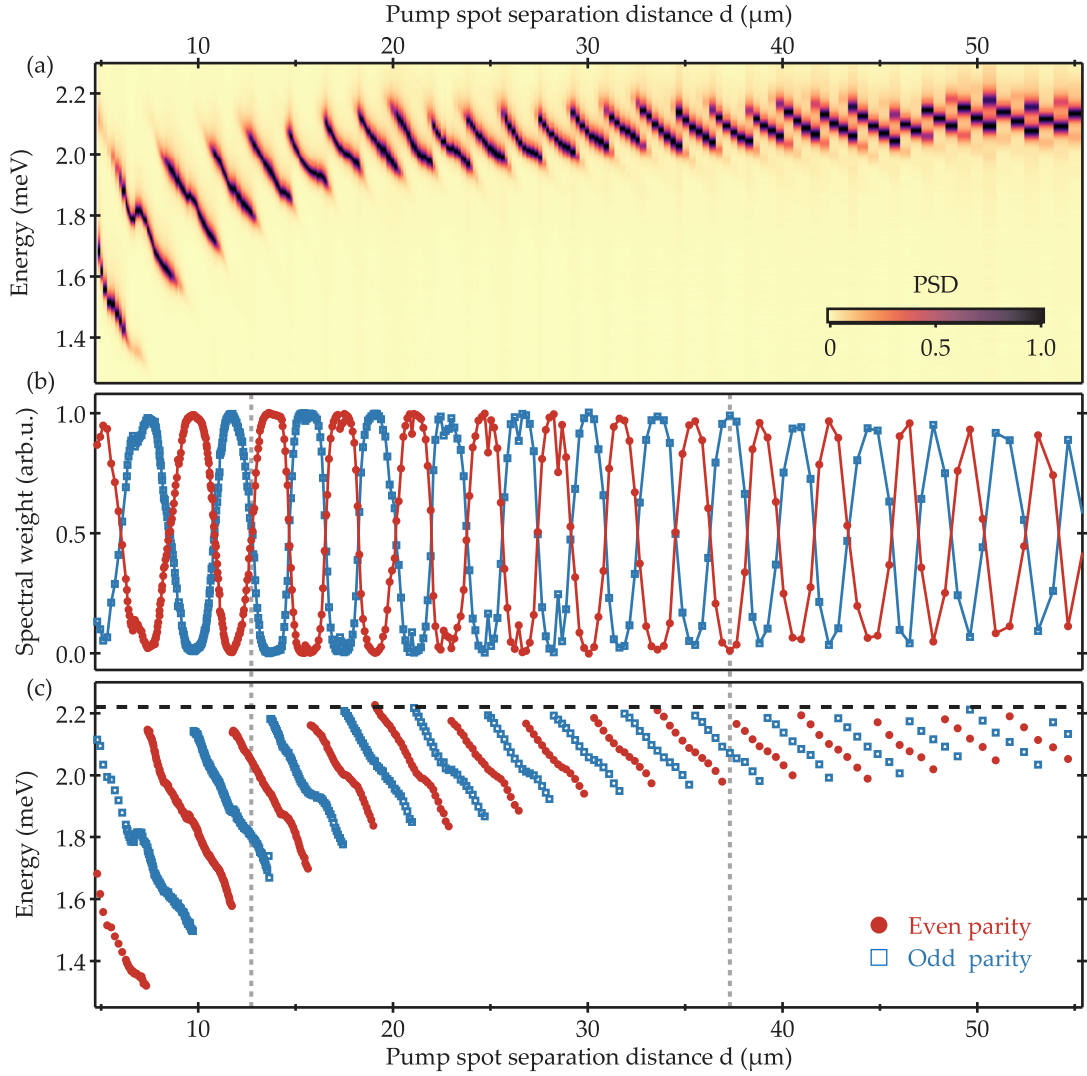 Pump spot separation distance d (μm)
10 20 30 40 50
(a)
Energy (meV)
2.2
2.0
1.8
1.6
1.4
PSD
0 0.5 1.0
(b)
Spectral weight (arb.u.)
1.0
0.5
0.0
(c)
Energy (meV)
2.2
2.0
1.8
1.6
1.4
Even parity
Odd parity
10 20 30 40 50
Pump spot separation distance d (μm)